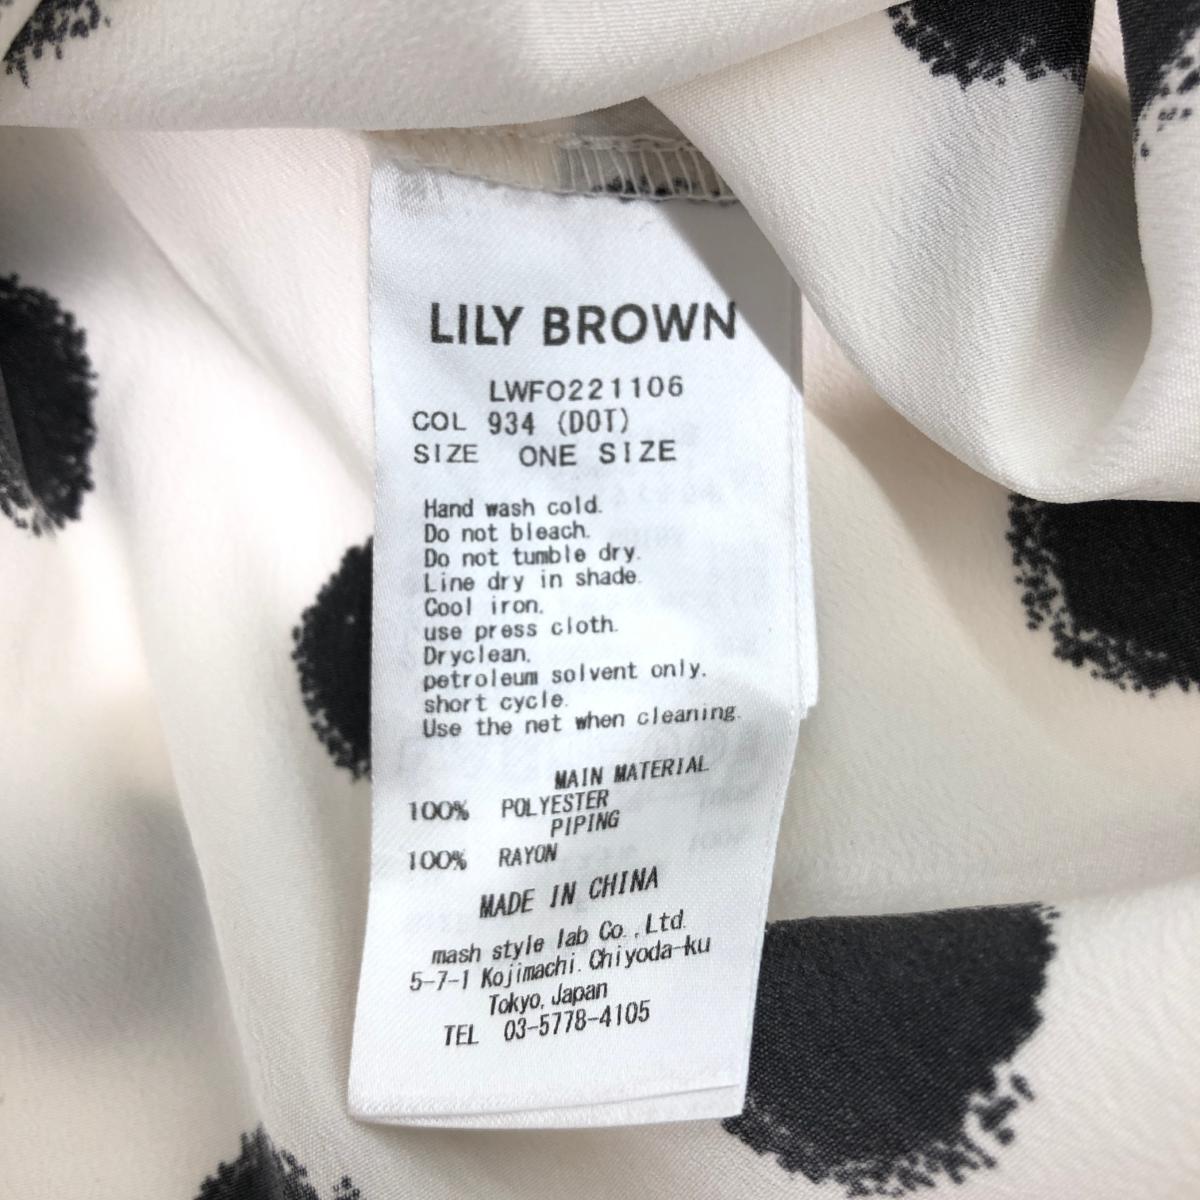 LILY BROWN
LWFO221106
COL 934 (DOT)
SIZE ONE SIZE
Hand wash cold.
Do not bleach.
Do not tumble dry.
Line dry in shade.
Cool iron.
use press cloth.
Dryclean.
petroleum solvent only.
short cycle.
Use the net when cleaning.
MAIN MATERIAL
100% POLYESTER
PIPING
100% RAYON
MADE IN CHINA
mash style lab Co.,Ltd.
5-7-1 Kojimachi. Chiyoda-ku
Tokyo, Japan
TEL 03-5778-4105